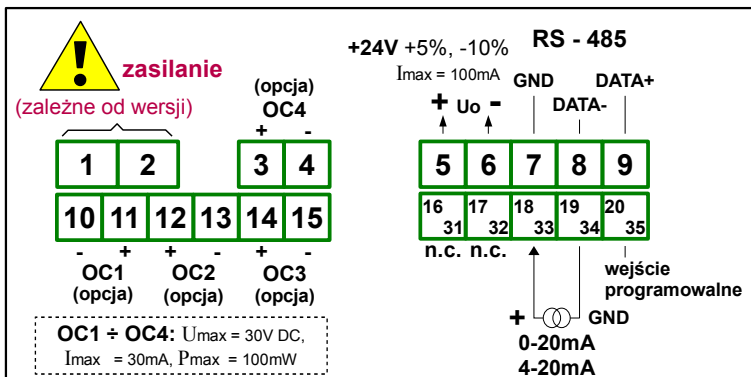 zasilanie
(zależne od wersji)
(opcja)
OC4
+ -
1 2 3 4
10 11 12 13 14 15
- + + - + -
OC1 OC2 OC3
(opcja) (opcja) (opcja)
OC1 ÷ OC4: Umax = 30V DC,
Imax = 30mA, Pmax = 100mW
+24V +5%, -10%
Imax = 100mA
+ Uo -
RS - 485
GND DATA+
DATA-
5 6 7 8 9
16 17 18 19 20
31 32 33 34 35
n.c. n.c.
wejście
programowalne
+ GND
0-20mA
4-20mA